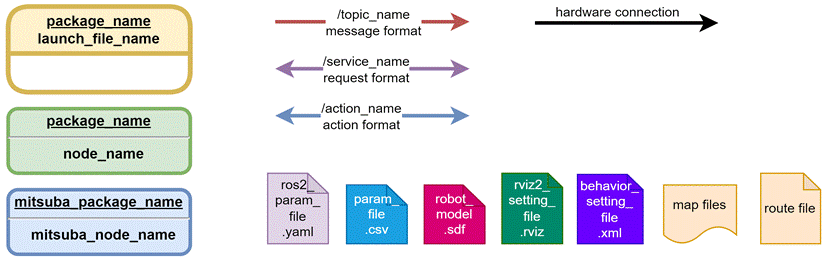 package_name
launch_file_name
/topic_name
message format
hardware connection
/service_name
request format
package_name
node_name
/action_name
action format
mitsuba_package_name
mitsuba_node_name
ros2_
param_
file
.yaml
param_
file
.csv
robot_
model
.sdf
rviz2_
setting_
file
.rviz
behavior_
setting_
file
.xml
map files
route file